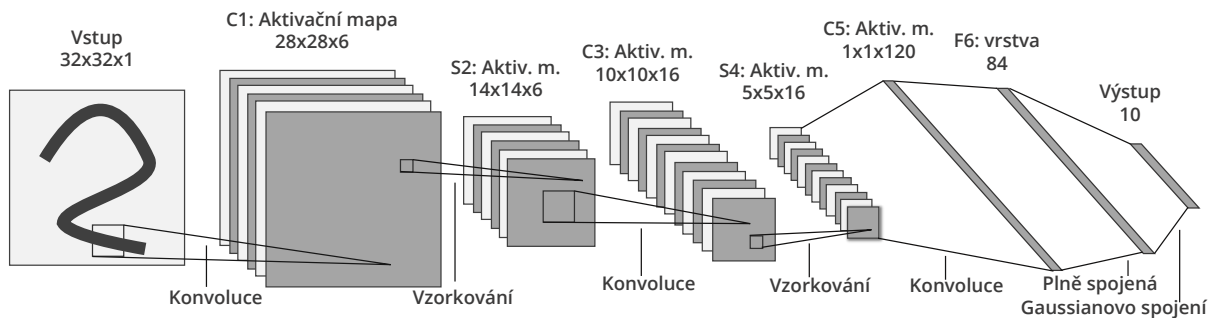 Vstup
32x32x1
C1: Aktivační mapa
28x28x6
S2: Aktiv. m.
14x14x6
C3: Aktiv. m.
10x10x16
S4: Aktiv. m.
5x5x16
C5: Aktiv. m.
1x1x120
F6: vrstva
84
Výstup
10
Konvoluce
Vzorkování
Konvoluce
Vzorkování
Konvoluce
Plně spojená
Gaussianovo spojení